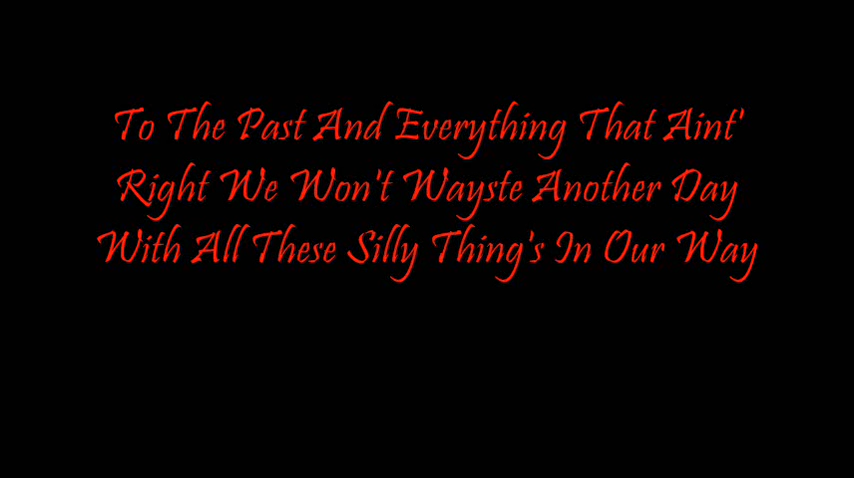 To The Past And Everything That Aint'
Right We Won't Wayste Another Day
With All These Silly Thing's In Our Way